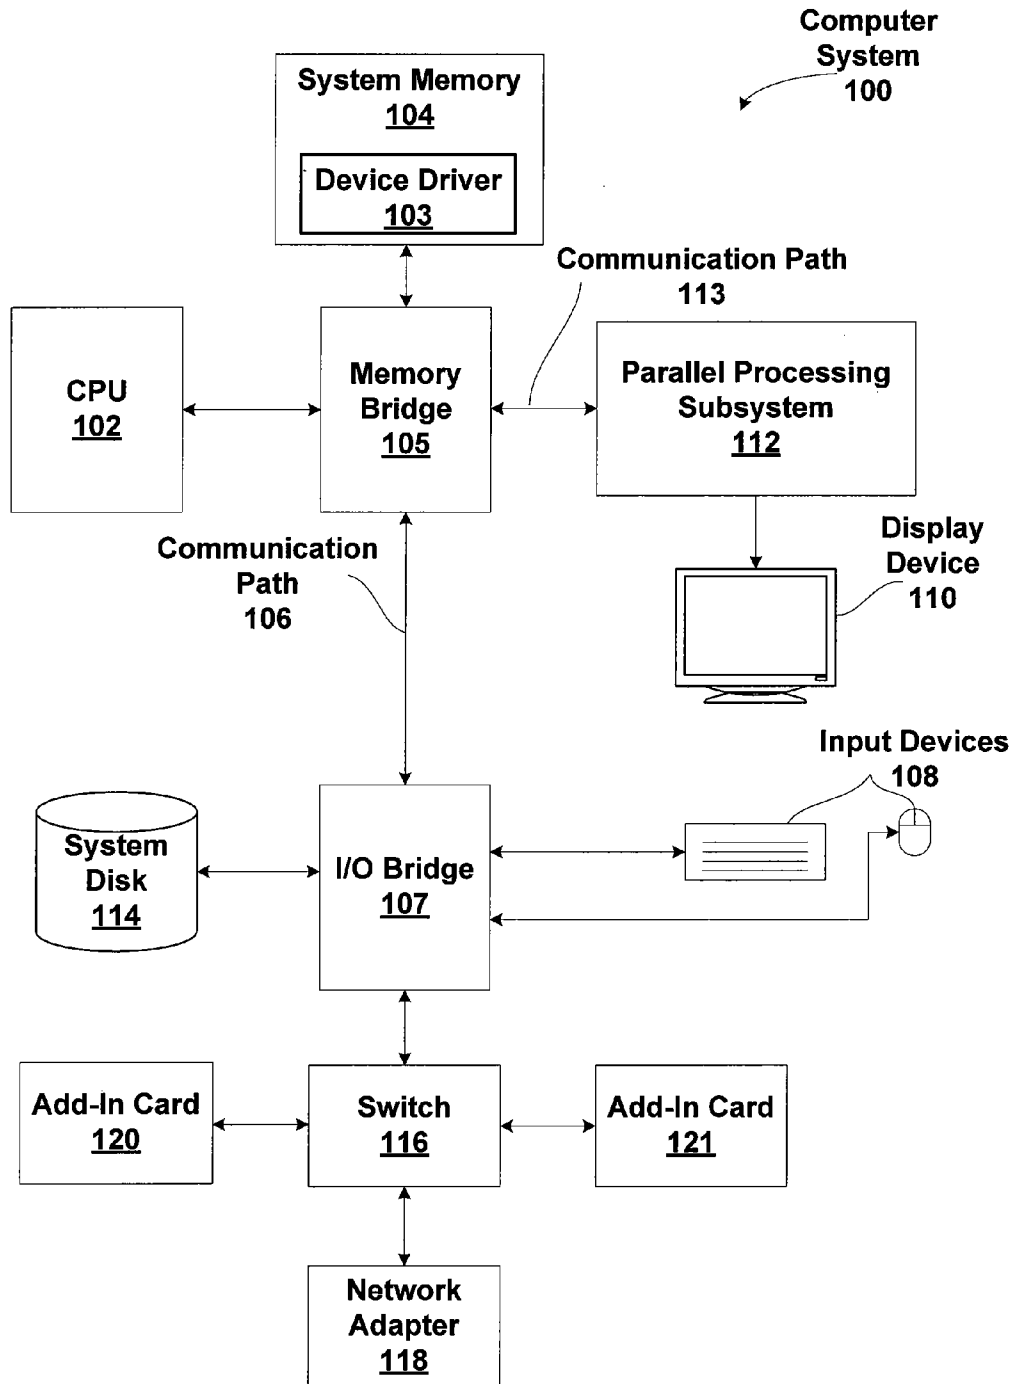 Computer
System
100
System Memory
104
Device Driver
103
Communication Path
113
CPU
102
Memory
Bridge
105
Parallel Processing
Subsystem
112
Communication
Path
106
Display
Device
110
Input Devices
108
System
Disk
114
I/O Bridge
107
Add-In Card
120
Switch
116
Add-In Card
121
Network
Adapter
118